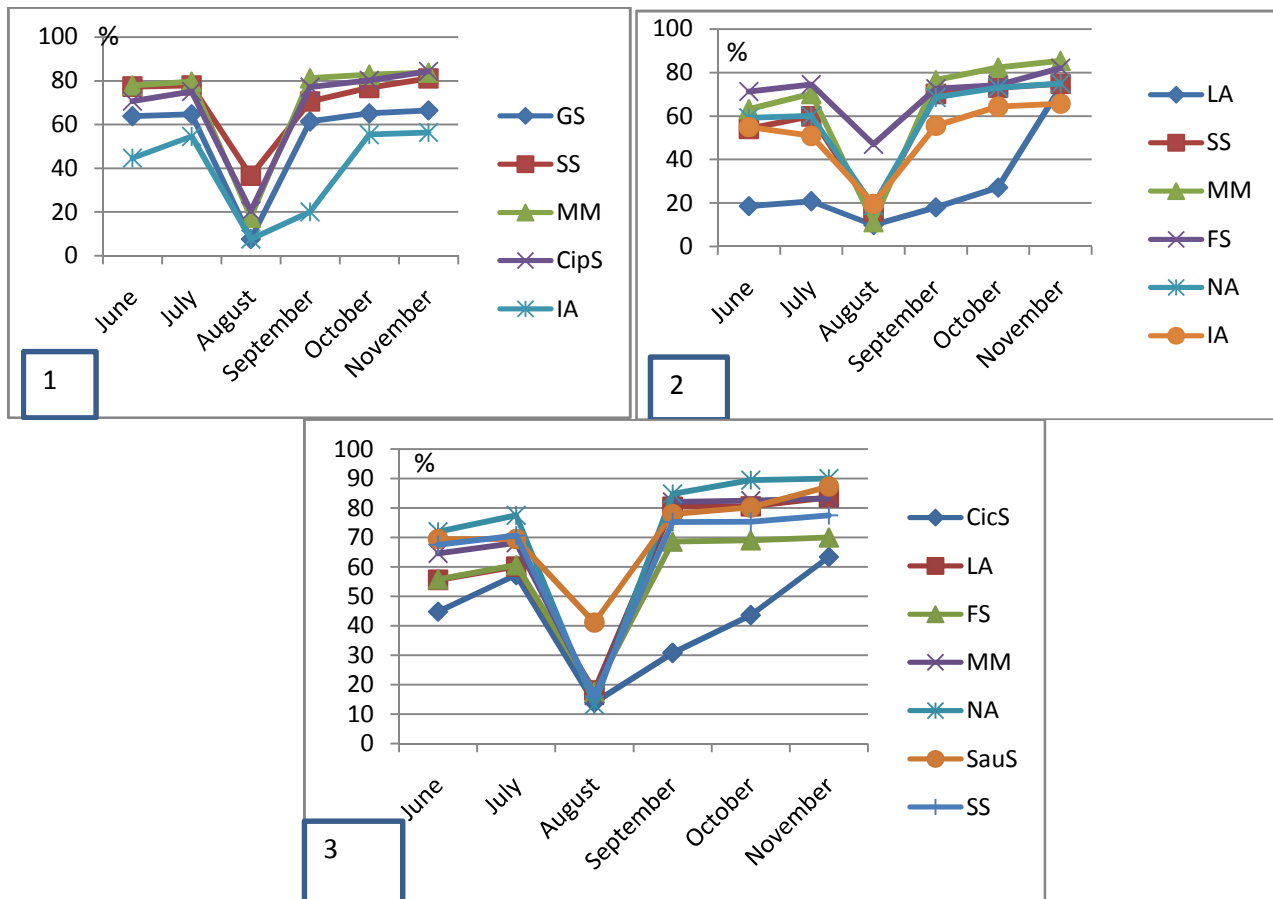 %
100
80
60
40
20
0
June
July
August
September
October
November
GS
SS
MM
CipS
IA
1
%
100
80
60
40
20
0
June
July
August
September
October
November
LA
SS
MM
FS
NA
IA
2
%
100
90
80
70
60
50
40
30
20
10
0
June
July
August
September
October
November
CicS
LA
FS
MM
NA
SauS
SS
3